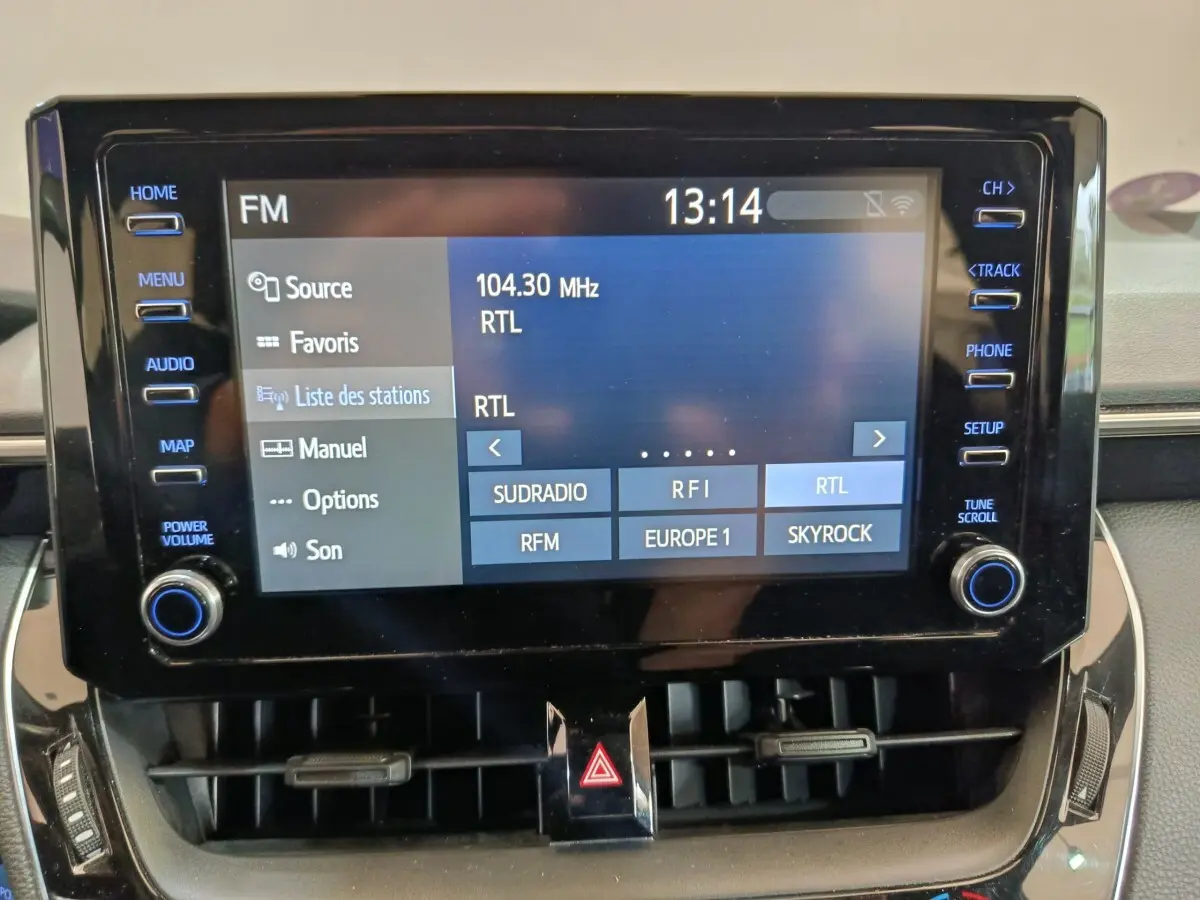 HOME
MENU
AUDIO
MAP
POWER
VOLUME
FM
13:14
Source
Favoris
Liste des stations
Manuel
Options
Son
104.30 MHz
RTL
RTL
<
>
SUDRADIO
R F I
RTL
RFM
EUROPE 1
SKYROCK
CH >
<TRACK
PHONE
SETUP
TUNE
SCROLL